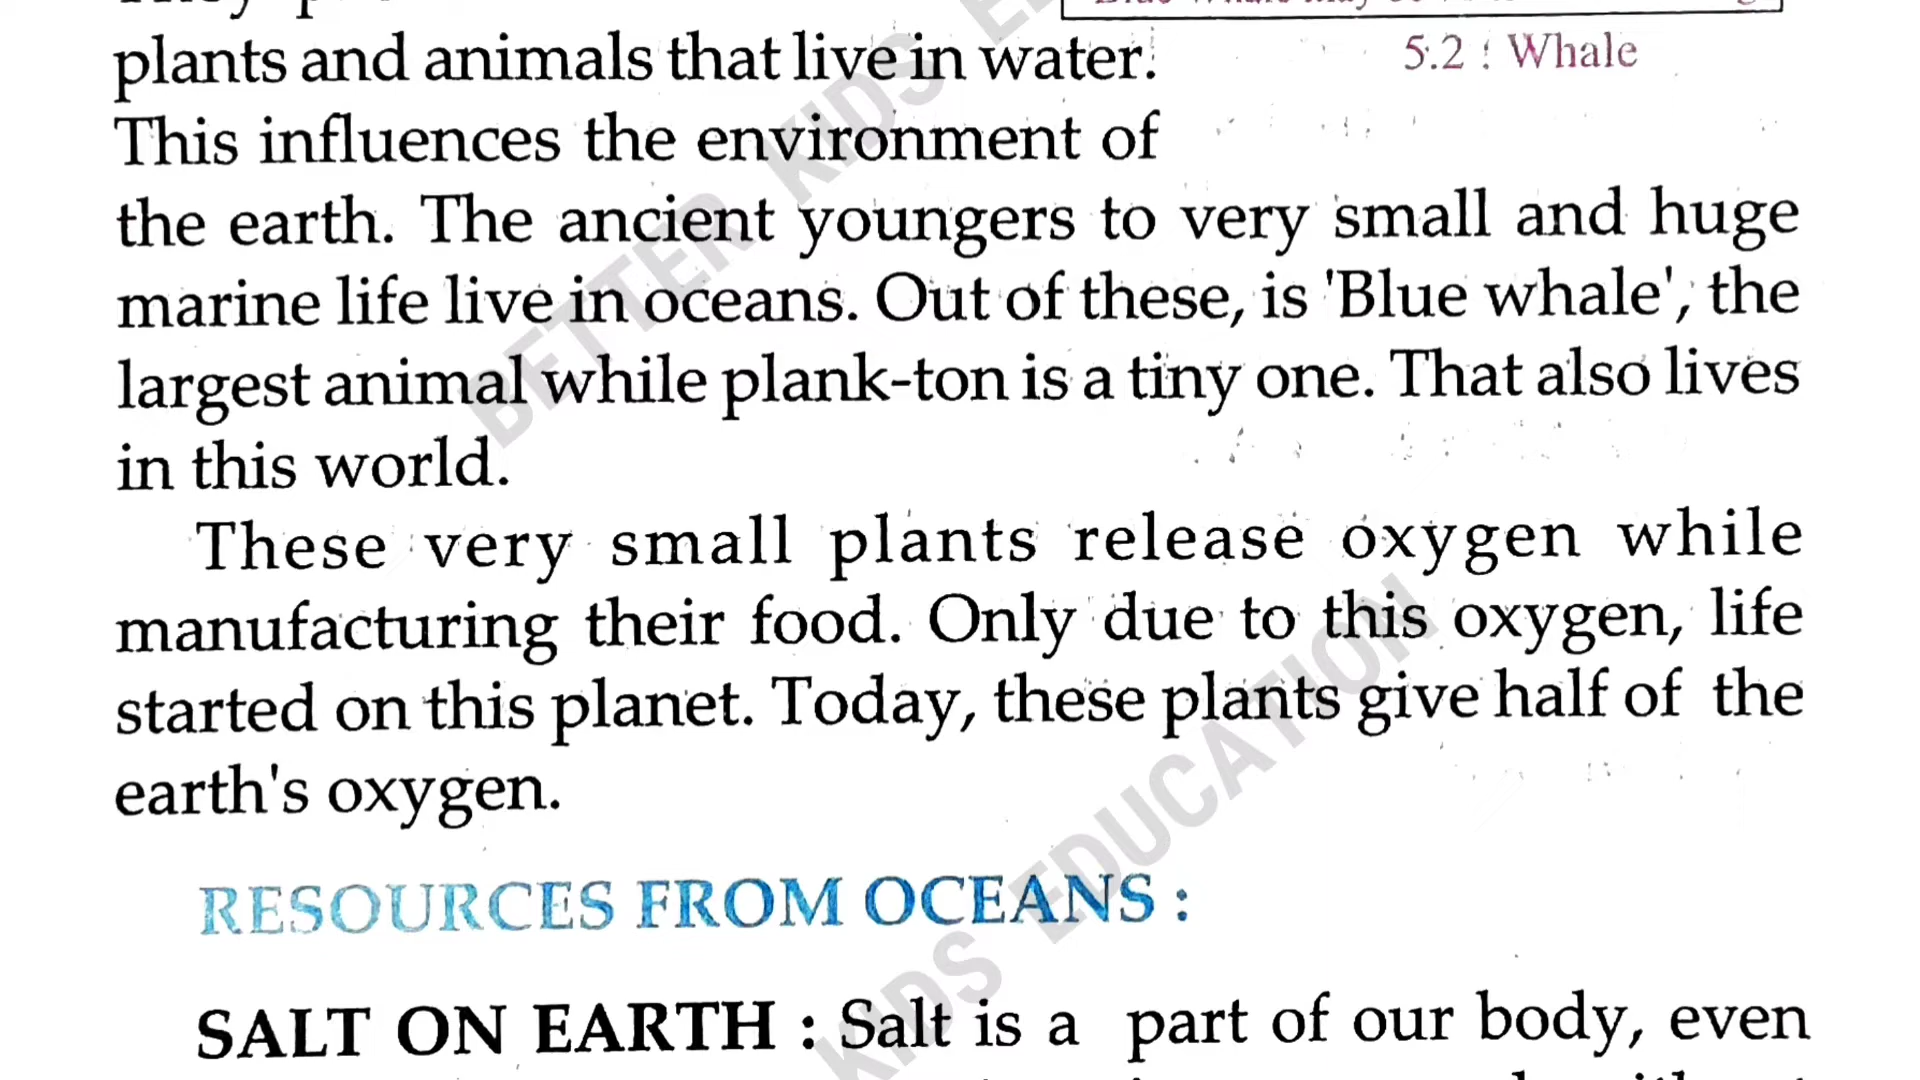 plants and animals that live in water.
5.2 : Whale
This influences the environment of
the earth. The ancient youngers to very small and huge
marine life live in oceans. Out of these, is 'Blue whale', the
largest animal while plank-ton is a tiny one. That also lives
in this world.
These very small plants release oxygen while
manufacturing their food. Only due to this oxygen, life
started on this planet. Today, these plants give half of the
earth's oxygen.
RESOURCES FROM OCEANS :
SALT ON EARTH : Salt is a part of our body, even
BETTER KIDS E
KIDS EDUCATION